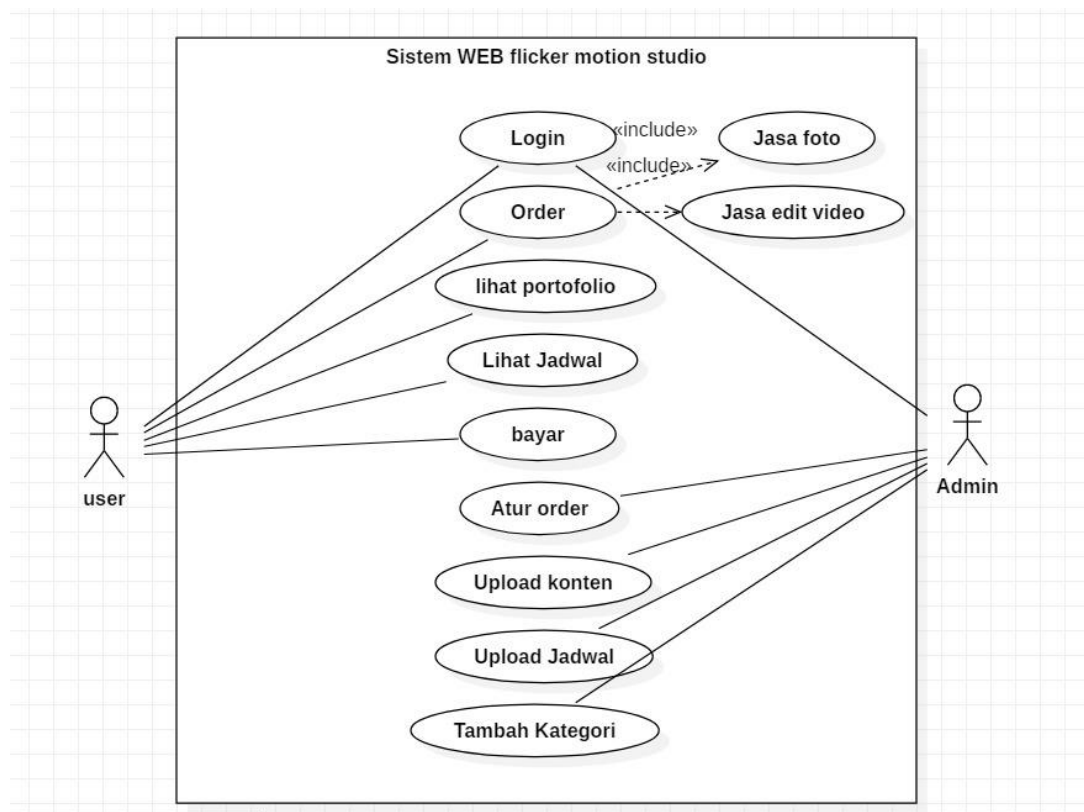 Sistem WEB flicker motion studio
Login
«include»
Jasa foto
«include»
Order
Jasa edit video
lihat portofolio
Lihat Jadwal
bayar
user
Atur order
Admin
Upload konten
Upload Jadwal
Tambah Kategori